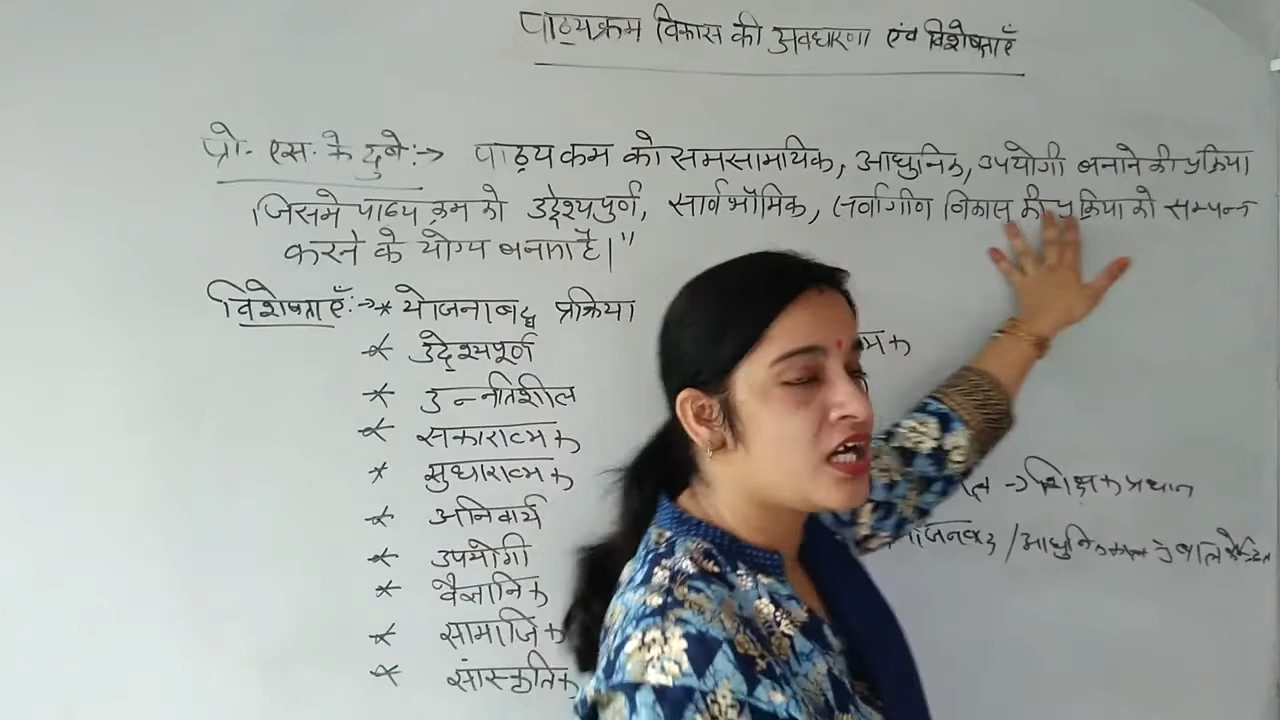 पाठ्यक्रम विकास की अवधारणा एवं विशेषताएँ
प्रो. एस. के दुबे :→ पाठ्यक्रम को समसामयिक, आधुनिक, उपयोगी बनाने की प्रक्रिया
जिसमे पाठ्य क्रम को उद्देश्यपुर्ण, सार्वभौमिक, सर्वांगीण विकास की प्रक्रिया को सम्पन्न
करने के योग्य बनाता है।"
विशेषताएँ :→ * योजनाबद्ध प्रक्रिया
* उद्देश्यपूर्ण
* उन्नतिशील
* सकारात्मक
* सुधारात्मक
* अनिवार्य
* उपयोगी
* वैज्ञानिक
* सामाजिक
* सांस्कृतिक
→ शिक्षक प्रधान